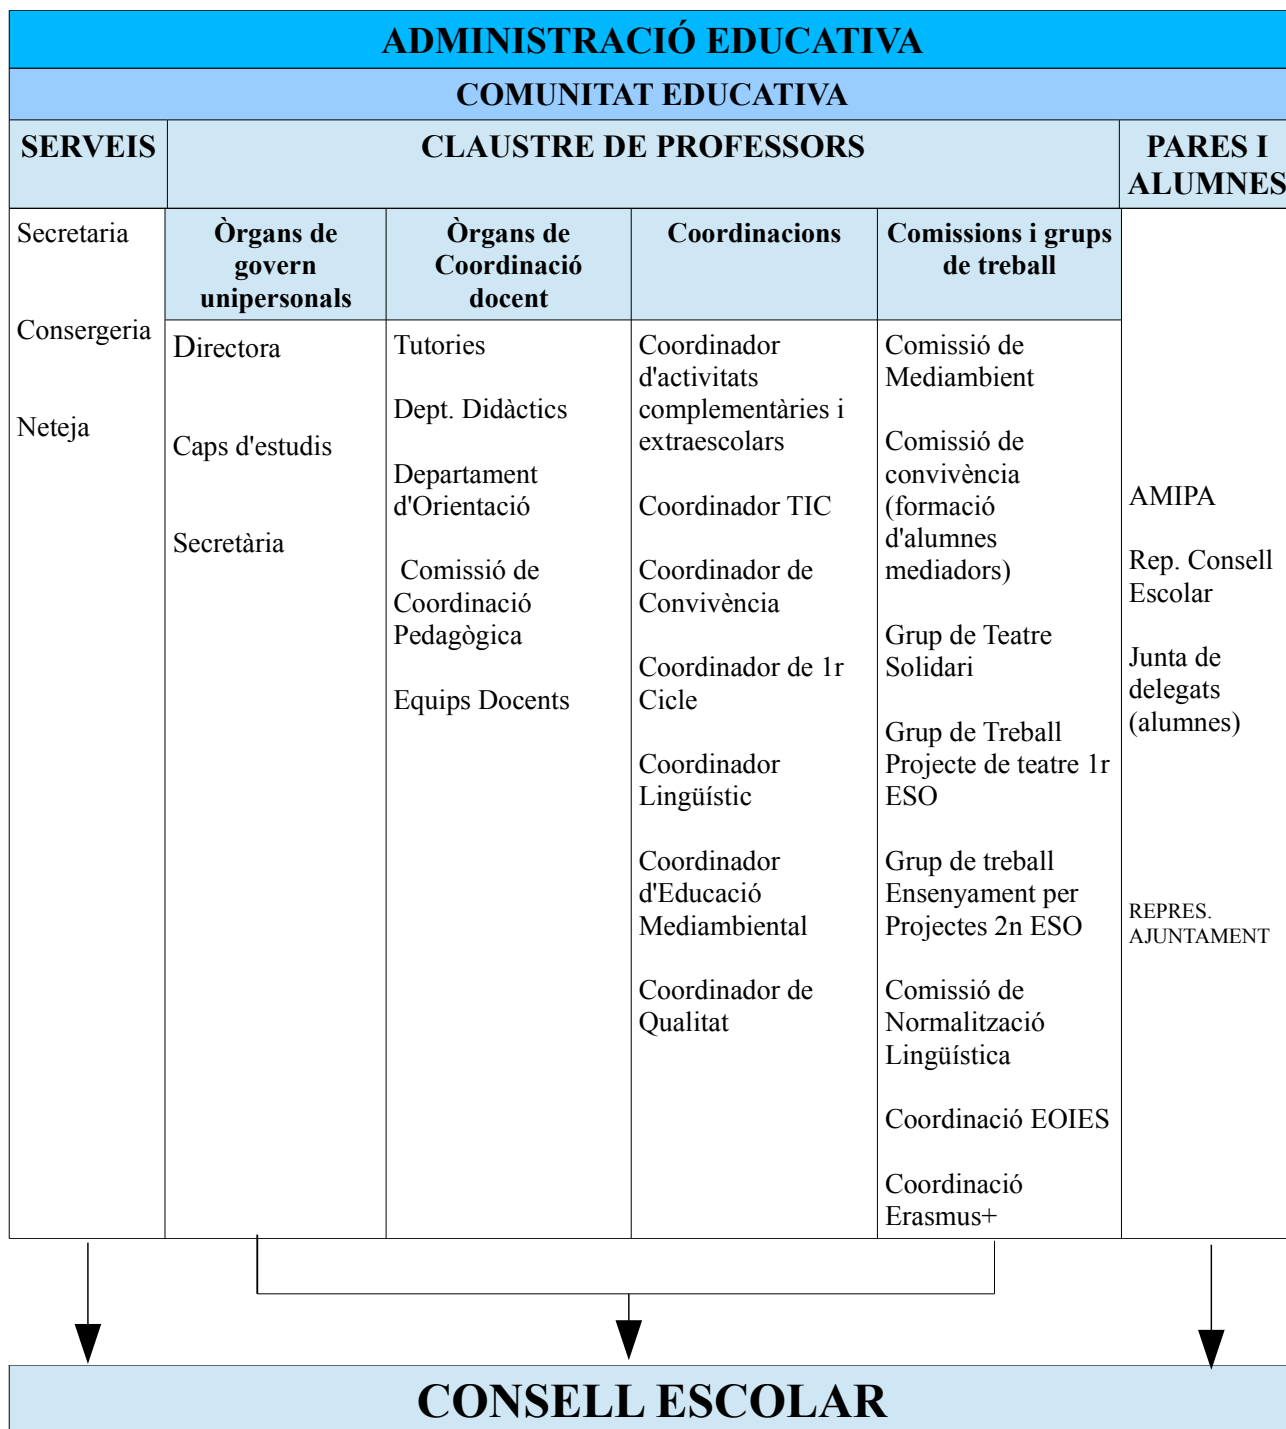 ADMINISTRACIÓ EDUCATIVA
COMUNITAT EDUCATIVA
SERVEIS
CLAUSTRE DE PROFESSORS
PARES I
ALUMNES
Secretaria
Consergeria
Neteja
Òrgans de
govern
unipersonals
Directora
Caps d'estudis
Secretària
Òrgans de
Coordinació
docent
Tutories
Dept. Didàctics
Departament
d'Orientació
Comissió de
Coordinació
Pedagògica
Equips Docents
Coordinacions
Coordinador
d'activitats
complementàries i
extraescolars
Coordinador TIC
Coordinador de
Convivència
Coordinador de 1r
Cicle
Coordinador
Lingüístic
Coordinador
d'Educació
Mediambiental
Coordinador de
Qualitat
Comissions i grups
de treball
Comissió de
Mediambient
Comissió de
convivència
(formació
d'alumnes
mediadors)
Grup de Teatre
Solidari
Grup de Treball
Projecte de teatre 1r
ESO
Grup de treball
Ensenyament per
Projectes 2n ESO
Comissió de
Normalització
Lingüística
Coordinació EOIES
Coordinació
Erasmus+
AMIPA
Rep. Consell
Escolar
Junta de
delegats
(alumnes)
REPRES.
AJUNTAMENT
CONSELL ESCOLAR